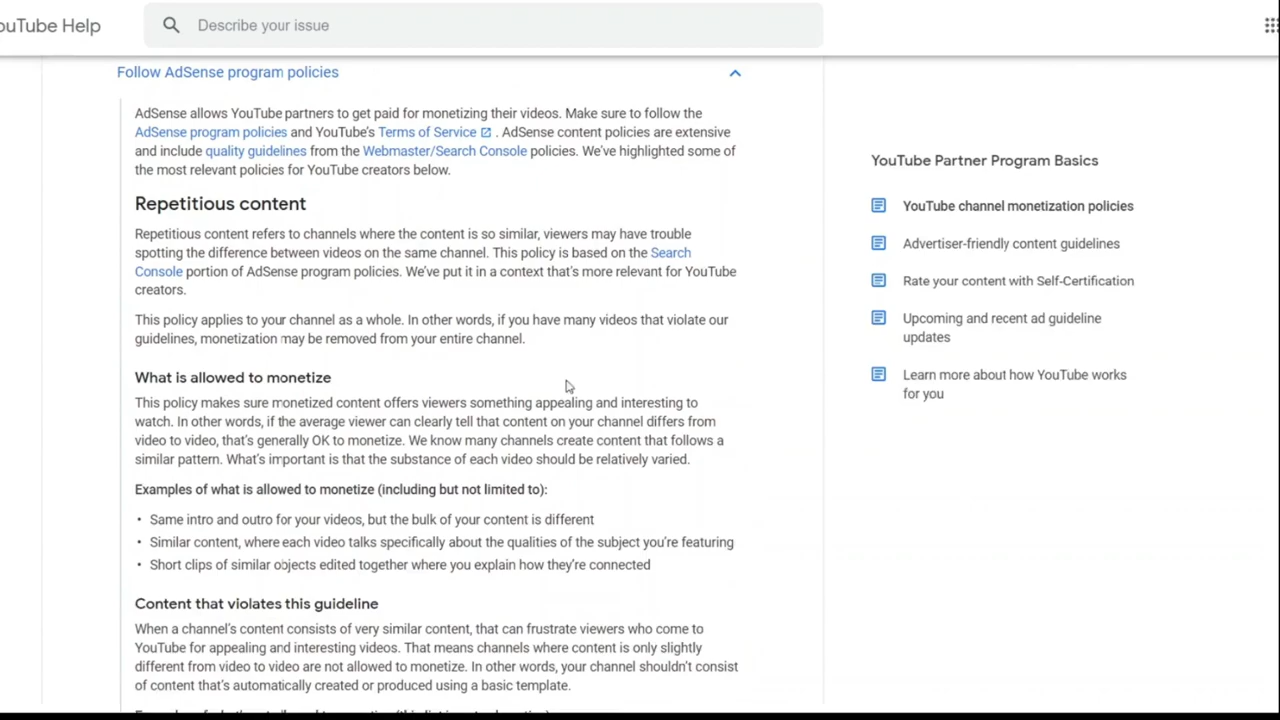 ouTube Help
Describe your issue
Follow AdSense program policies
AdSense allows YouTube partners to get paid for monetizing their videos. Make sure to follow the
AdSense program policies and YouTube's Terms of Service . AdSense content policies are extensive
and include quality guidelines from the Webmaster/Search Console policies. We've highlighted some of
the most relevant policies for YouTube creators below.
Repetitious content
Repetitious content refers to channels where the content is so similar, viewers may have trouble
spotting the difference between videos on the same channel. This policy is based on the Search
Console portion of AdSense program policies. We've put it in a context that's more relevant for YouTube
creators.
This policy applies to your channel as a whole. In other words, if you have many videos that violate our
guidelines, monetization may be removed from your entire channel.
What is allowed to monetize
This policy makes sure monetized content offers viewers something appealing and interesting to
watch. In other words, if the average viewer can clearly tell that content on your channel differs from
video to video, that's generally OK to monetize. We know many channels create content that follows a
similar pattern. What's important is that the substance of each video should be relatively varied.
Examples of what is allowed to monetize (including but not limited to):
• Same intro and outro for your videos, but the bulk of your content is different
• Similar content, where each video talks specifically about the qualities of the subject you're featuring
• Short clips of similar objects edited together where you explain how they're connected
Content that violates this guideline
When a channel's content consists of very similar content, that can frustrate viewers who come to
YouTube for appealing and interesting videos. That means channels where content is only slightly
different from video to video are not allowed to monetize. In other words, your channel shouldn't consist
of content that's automatically created or produced using a basic template.
YouTube Partner Program Basics
YouTube channel monetization policies
Advertiser-friendly content guidelines
Rate your content with Self-Certification
Upcoming and recent ad guideline
updates
Learn more about how YouTube works
for you